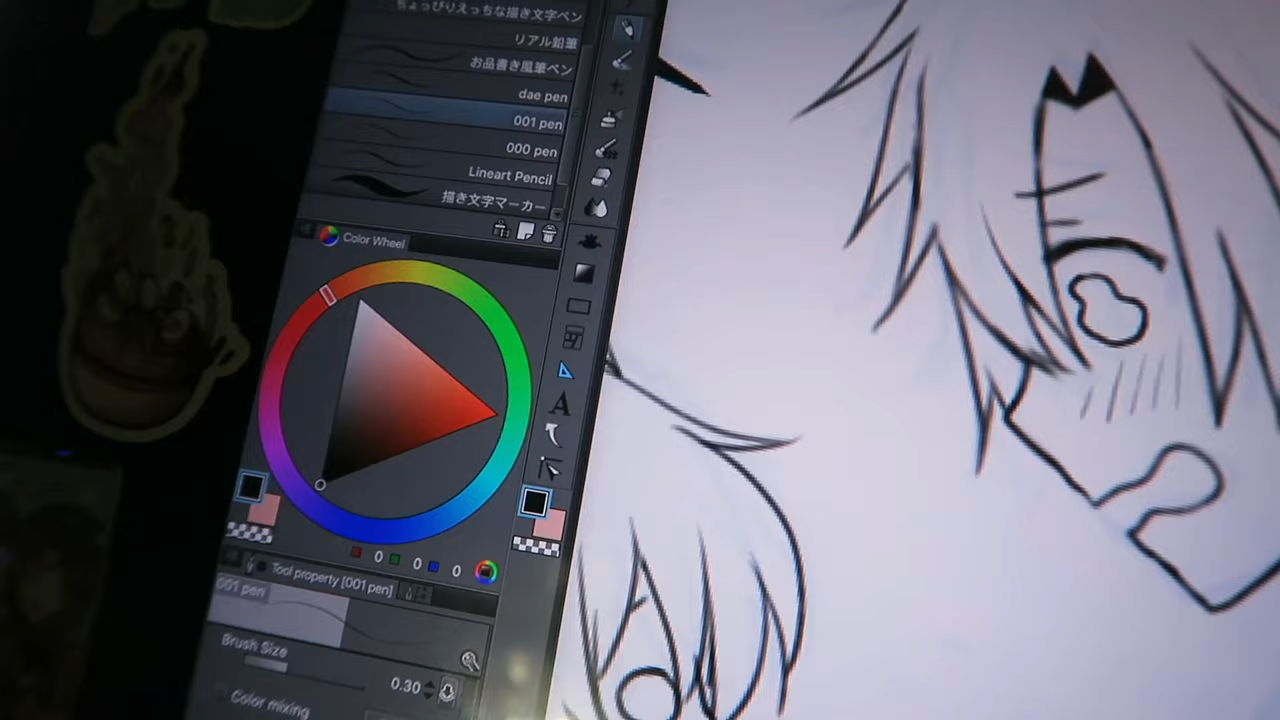 ちょっぴりえっちな描き文字ペン
リアル鉛筆
お品書き風筆ペン
dae pen
001 pen
000 pen
Lineart Pencil
描き文字マーカー
Color Wheel
A
0 0 0
Tool property [001 pen]
001 pen
Brush Size
0.30
Color mixing